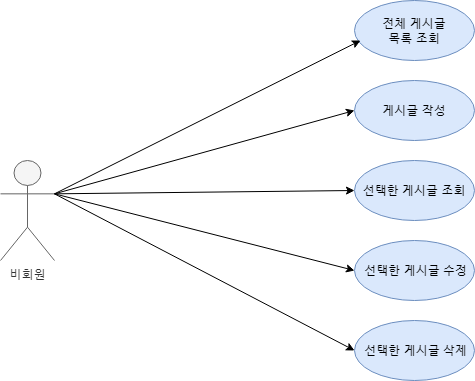 전체 게시글
목록 조회
게시글 작성
선택한 게시글 조회
선택한 게시글 수정
선택한 게시글 삭제
비회원